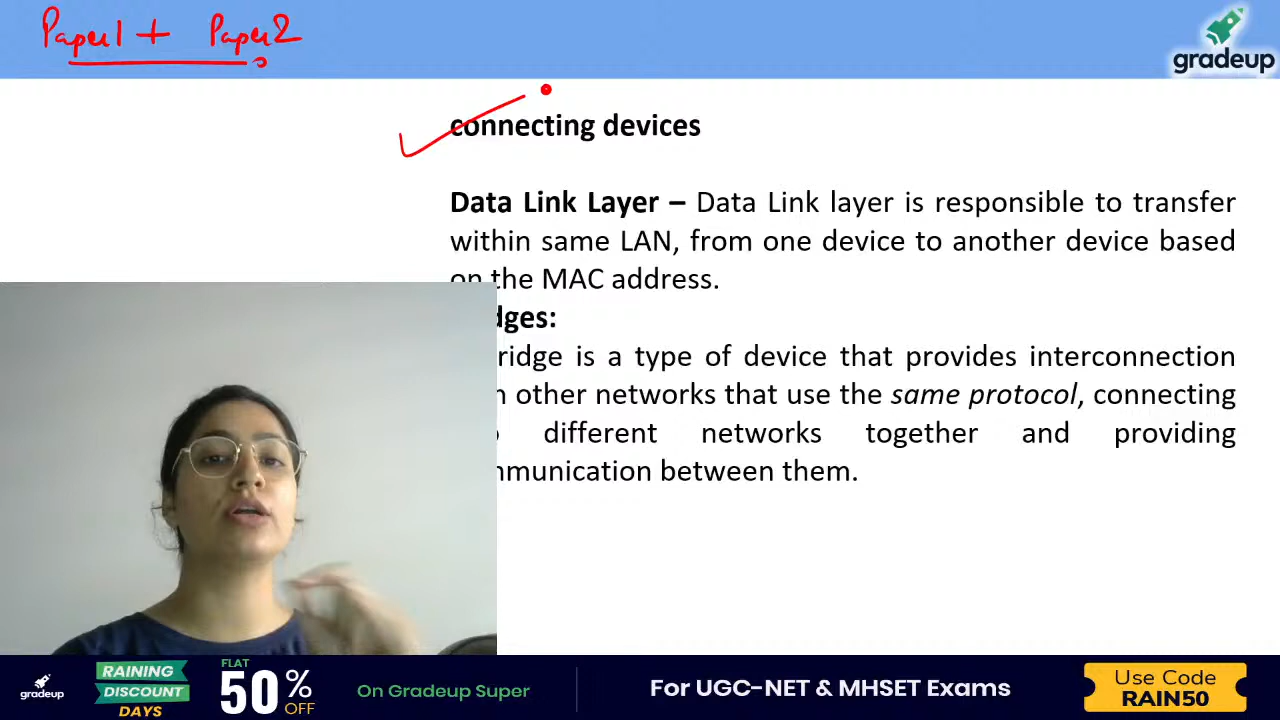 Paper1 + Paper2
gradeup
connecting devices
Data Link Layer – Data Link layer is responsible to transfer
within same LAN, from one device to another device based
on the MAC address.
dges:
ridge is a type of device that provides interconnection
other networks that use the same protocol, connecting
different networks together and providing
mmunication between them.
gradeup
RAINING
DISCOUNT
DAYS
FLAT
50% OFF
On Gradeup Super
For UGC-NET & MHSET Exams
Use Code
RAIN50